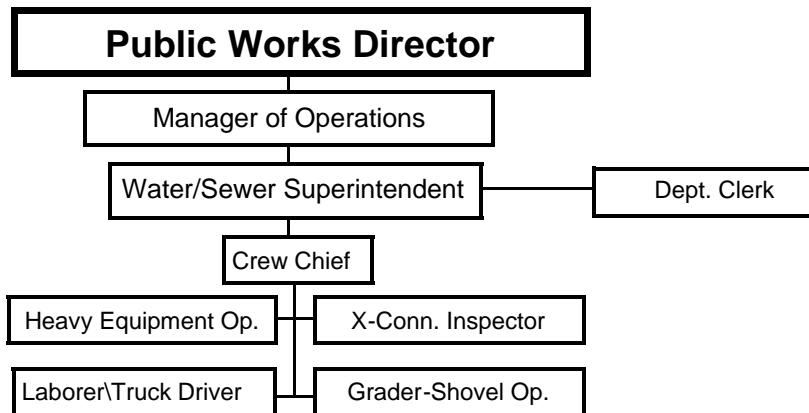 Public Works Director
Manager of Operations
Water/Sewer Superintendent
Dept. Clerk
Crew Chief
Heavy Equipment Op.
X-Conn. Inspector
Laborer\Truck Driver
Grader-Shovel Op.